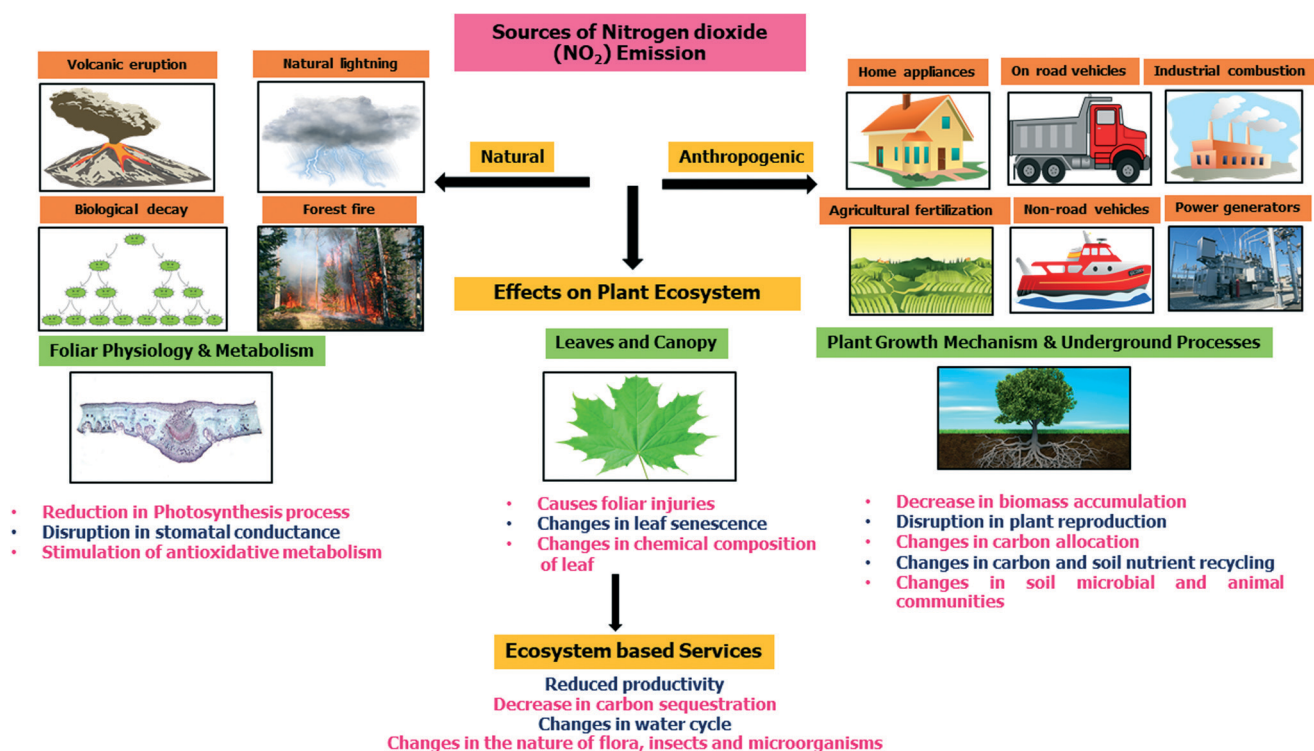 Sources of Nitrogen dioxide
(NO₂) Emission
Volcanic eruption
Natural lightning
Home appliances
On road vehicles
Industrial combustion
Natural
Anthropogenic
Biological decay
Forest fire
Agricultural fertilization
Non-road vehicles
Power generators
Effects on Plant Ecosystem
Foliar Physiology & Metabolism
• Reduction in Photosynthesis process
• Disruption in stomatal conductance
• Stimulation of antioxidative metabolism
Leaves and Canopy
• Causes foliar injuries
• Changes in leaf senescence
• Changes in chemical composition
of leaf
Plant Growth Mechanism & Underground Processes
• Decrease in biomass accumulation
• Disruption in plant reproduction
• Changes in carbon allocation
• Changes in carbon and soil nutrient recycling
• Changes in soil microbial and animal
communities
Ecosystem based Services
Reduced productivity
Decrease in carbon sequestration
Changes in water cycle
Changes in the nature of flora, insects and microorganisms